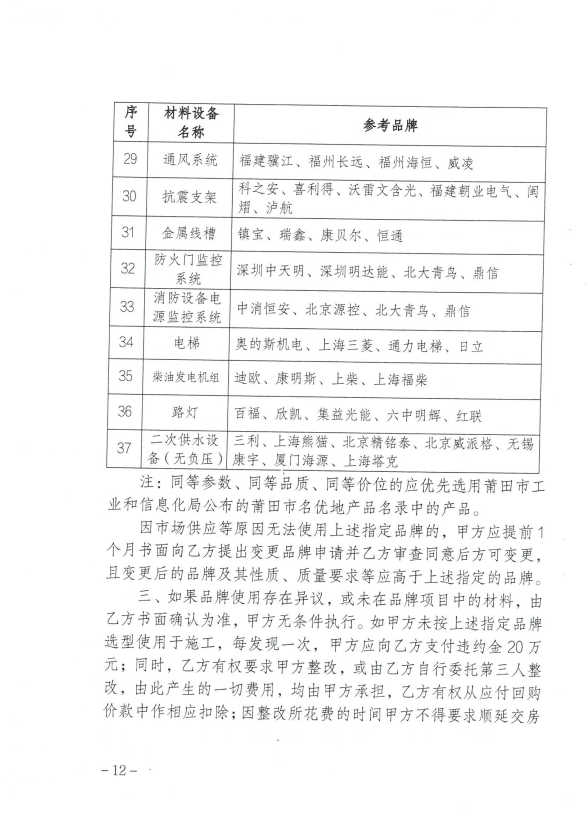 序号 材料设备名称 参考品牌
29 通风系统 福建骥江、福州长远、福州海恒、威凌
30 抗震支架 科之安、喜利得、沃雷文含光、福建朝业电气、闽
熠、泸航
31 金属线槽 镇宝、瑞鑫、康贝尔、恒通
32 防火门监控系统 深圳中天明、深圳明达能、北大青鸟、鼎信
33 消防设备电源监控系统 中消恒安、北京源控、北大青鸟、鼎信
34 电梯 奥的斯机电、上海三菱、通力电梯、日立
35 柴油发电机组 迪欧、康明斯、上柴、上海福柴
36 路灯 百福、欣凯、集益光能、六中明辉、红联
37 二次供水设备（无负压） 三利、上海熊猫、北京精铭泰、北京威派格、无锡
康宇、厦门海源、上海塔克
注：同等参数、同等品质、同等价位的应优先选用莆田市工
业和信息化局公布的莆田市名优地产品名录中的产品。
因市场供应等原因无法使用上述指定品牌的，甲方应提前1
个月书面向乙方提出变更品牌申请并乙方审查同意后方可变更，
且变更后的品牌及其性质、质量要求等应高于上述指定的品牌。
三、如果品牌使用存在异议，或未在品牌项目中的材料，由
乙方书面确认为准，甲方无条件执行。如甲方未按上述指定品牌
选型使用于施工，每发现一次，甲方应向乙方支付违约金20万
元；同时，乙方有权要求甲方整改，或由乙方自行委托第三人整
改，由此产生的一切费用，均由甲方承担，乙方有权从应付回购
价款中作相应扣除；因整改所花费的时间甲方不得要求顺延交房
-12-